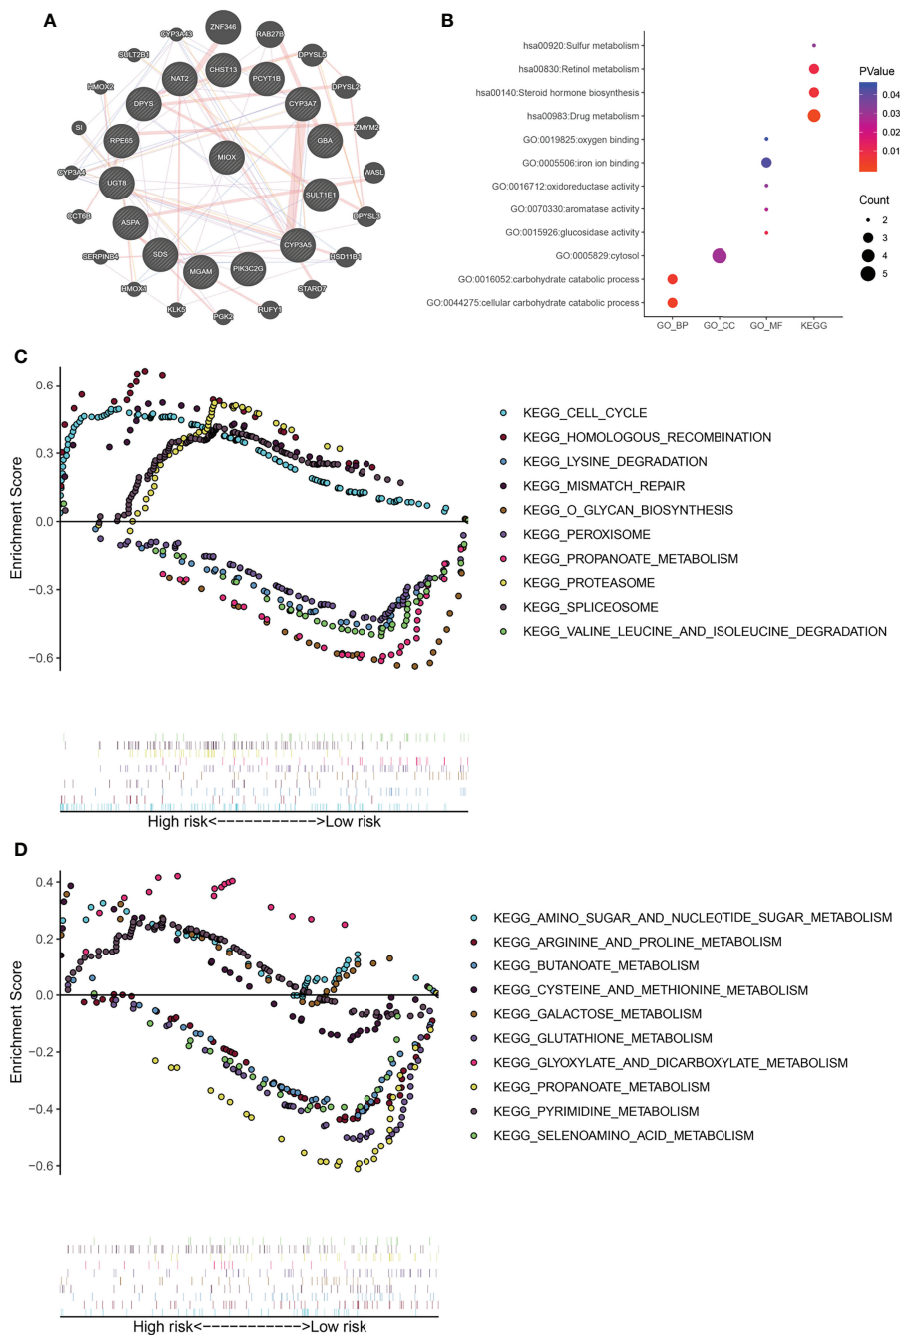 A
ZNF346
CYP3A43
RAB27B
SULT2B1
DPYSL5
NAT2
CHST13
PCYT1B
HMOX2
DPYSL2
DPYS
CYP3A7
SI
ZMYM2
RPE65
GBA
MIOX
CYP3A4
WASL
UGT8
SULT1E1
CCT6B
DPYSL3
ASPA
CYP3A5
SERPINB4
SDS
HSD11B1
MGAM
PIK3C2G
HMOX1
STARD7
KLK5
PGK2
RUFY1
B
hsa00920:Sulfur metabolism
hsa00830:Retinol metabolism
hsa00140:Steroid hormone biosynthesis
hsa00983:Drug metabolism
GO:0019825:oxygen binding
GO:0005506:iron ion binding
GO:0016712:oxidoreductase activity
GO:0070330:aromatase activity
GO:0015926:glucosidase activity
GO:0005829:cytosol
GO:0016052:carbohydrate catabolic process
GO:0044275:cellular carbohydrate catabolic process
GO_BP GO_CC GO_MF KEGG
PValue
0.04
0.03
0.02
0.01
Count
2
3
4
5
C
Enrichment Score
0.6
0.3
0.0
−0.3
−0.6
KEGG_CELL_CYCLE
KEGG_HOMOLOGOUS_RECOMBINATION
KEGG_LYSINE_DEGRADATION
KEGG_MISMATCH_REPAIR
KEGG_O_GLYCAN_BIOSYNTHESIS
KEGG_PEROXISOME
KEGG_PROPANOATE_METABOLISM
KEGG_PROTEASOME
KEGG_SPLICEOSOME
KEGG_VALINE_LEUCINE_AND_ISOLEUCINE_DEGRADATION
High risk<----------->Low risk
D
Enrichment Score
0.4
0.2
0.0
−0.2
−0.4
−0.6
KEGG_AMINO_SUGAR_AND_NUCLEOTIDE_SUGAR_METABOLISM
KEGG_ARGININE_AND_PROLINE_METABOLISM
KEGG_BUTANOATE_METABOLISM
KEGG_CYSTEINE_AND_METHIONINE_METABOLISM
KEGG_GALACTOSE_METABOLISM
KEGG_GLUTATHIONE_METABOLISM
KEGG_GLYOXYLATE_AND_DICARBOXYLATE_METABOLISM
KEGG_PROPANOATE_METABOLISM
KEGG_PYRIMIDINE_METABOLISM
KEGG_SELENOAMINO_ACID_METABOLISM
High risk<----------->Low risk